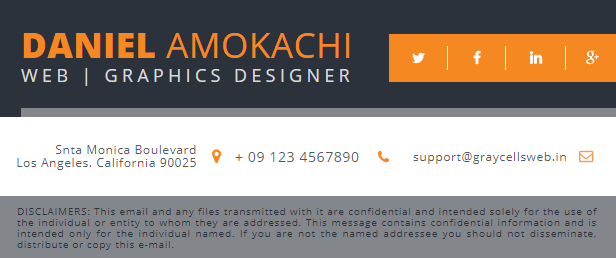 DANIEL AMOKACHI
WEB | GRAPHICS DESIGNER
Snta Monica Boulevard
Los Angeles. California 90025
+ 09 123 4567890
support@graycellsweb.in
DISCLAIMERS: This email and any files transmitted with it are confidential and intended solely for the use of
the individual or entity to whom they are addressed. This message contains confidential information and is
intended only for the individual named. If you are not the named addressee you should not disseminate,
distribute or copy this e-mail.